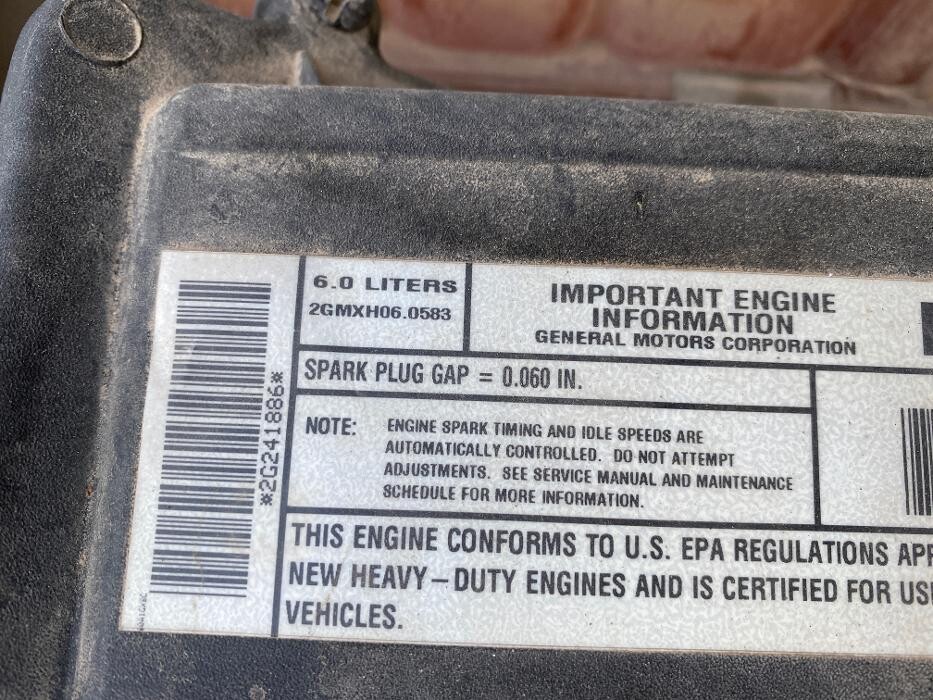 6.0 LITERS
2GMXH06.0583
IMPORTANT ENGINE
INFORMATION
GENERAL MOTORS CORPORATION
SPARK PLUG GAP = 0.060 IN.
*2G241886*
NOTE: ENGINE SPARK TIMING AND IDLE SPEEDS ARE
AUTOMATICALLY CONTROLLED. DO NOT ATTEMPT
ADJUSTMENTS. SEE SERVICE MANUAL AND MAINTENANCE
SCHEDULE FOR MORE INFORMATION.
THIS ENGINE CONFORMS TO U.S. EPA REGULATIONS
NEW HEAVY-DUTY ENGINES AND IS CERTIFIED FOR
VEHICLES.